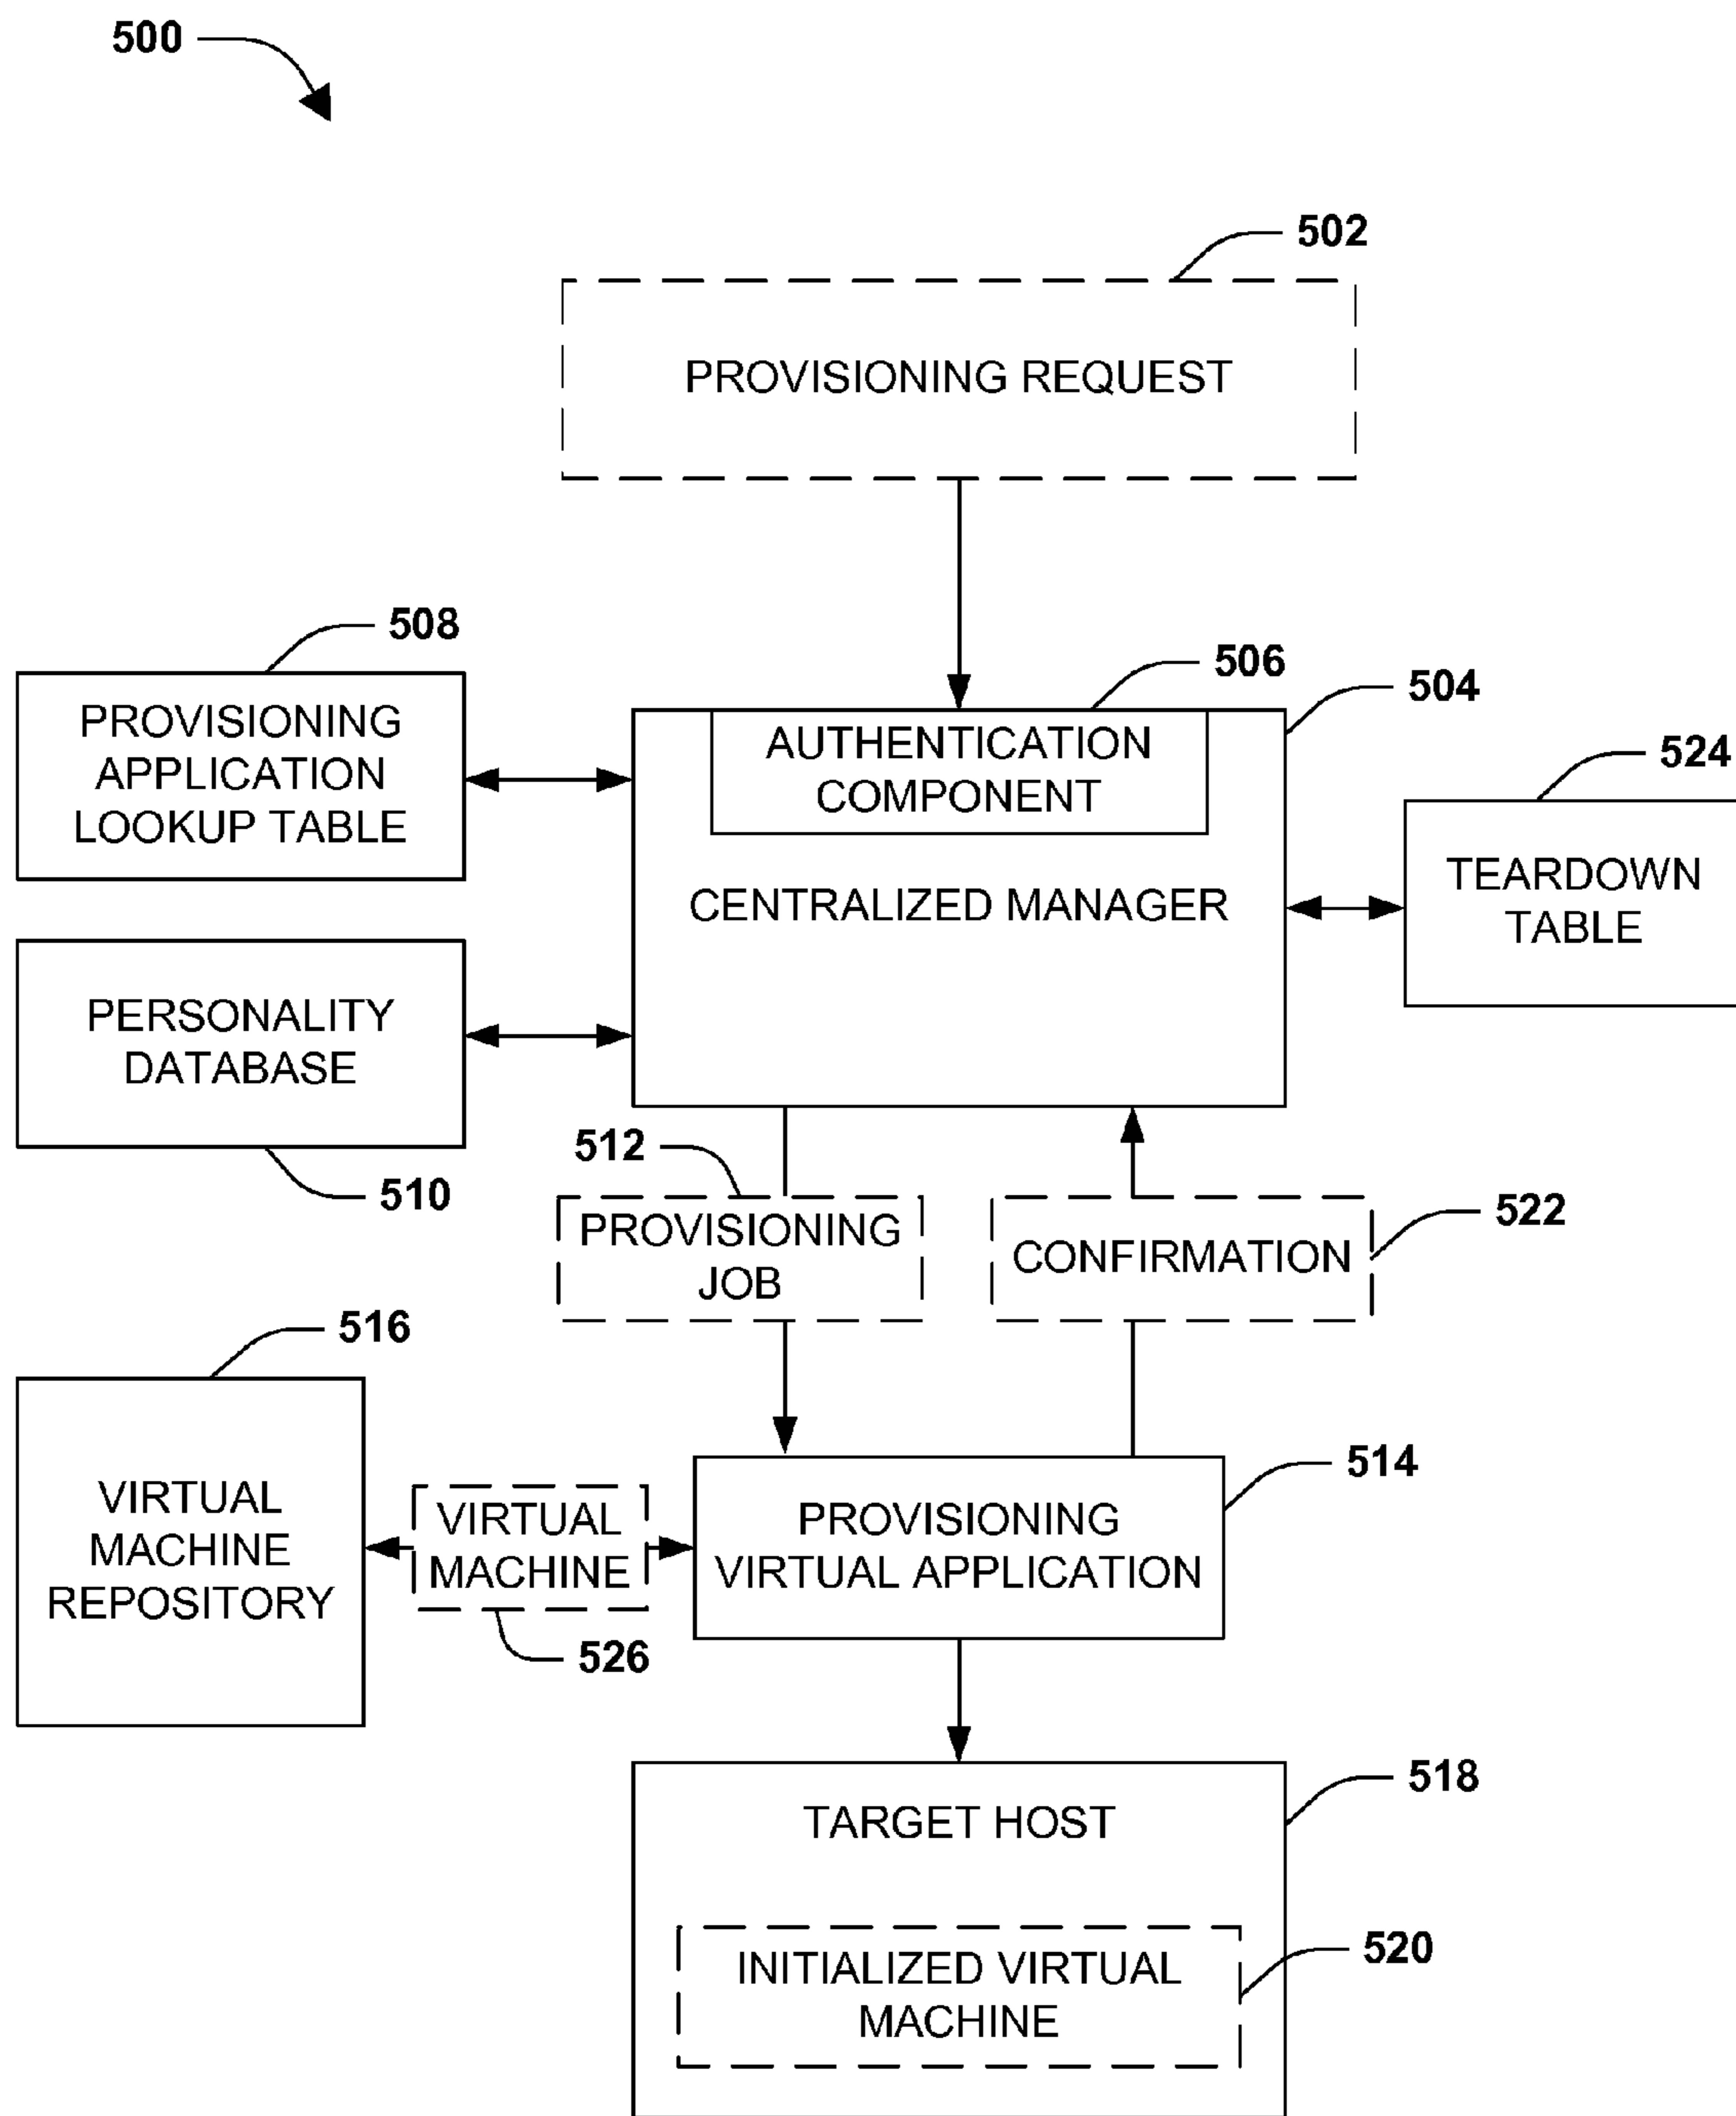 500
502
PROVISIONING REQUEST
508
506
504
524
PROVISIONING
APPLICATION
LOOKUP TABLE
AUTHENTICATION
COMPONENT
CENTRALIZED MANAGER
TEARDOWN
TABLE
PERSONALITY
DATABASE
510
512
PROVISIONING
JOB
CONFIRMATION
522
516
514
VIRTUAL
MACHINE
REPOSITORY
VIRTUAL
MACHINE
526
PROVISIONING
VIRTUAL APPLICATION
518
TARGET HOST
520
INITIALIZED VIRTUAL
MACHINE